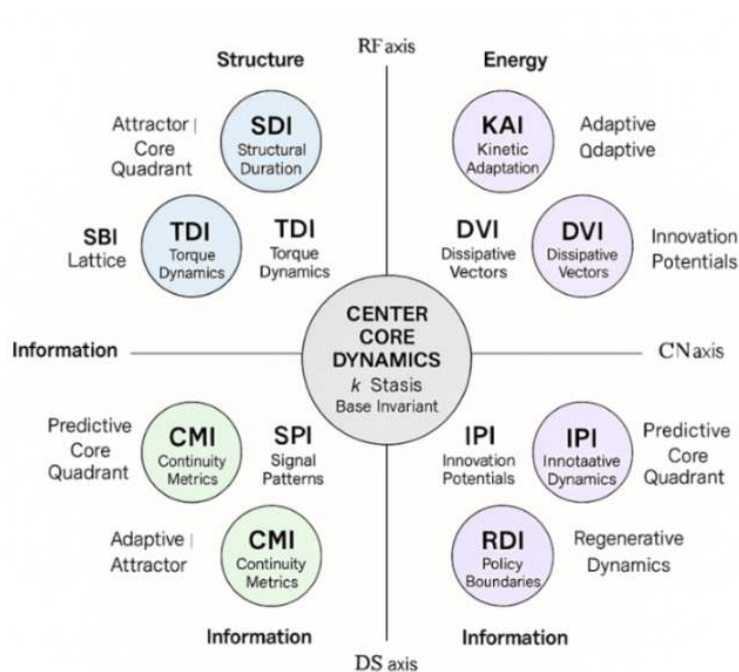 RF axis
Structure
Energy
Attractor |
Core
Quadrant
SDI
Structural
Duration
KAI
Kinetic
Adaptation
Adaptive
Qdaptive
SBI
Lattice
TDI
Torque
Dynamics
TDI
Torque
Dynamics
DVI
Dissipative
Vectors
DVI
Dissipative
Vectors
Innovation
Potentials
CENTER
CORE
DYNAMICS
k Stasis
Base Invariant
Information
CN axis
Predictive
Core
Quadrant
CMI
Continuity
Metrics
SPI
Signal
Patterns
IPI
Innovation
Potentials
IPI
Innotaative
Dynamics
Predictive
Core
Quadrant
Adaptive |
Attractor
CMI
Continuity
Metrics
RDI
Policy
Boundaries
Regenerative
Dynamics
Information
Information
DS axis